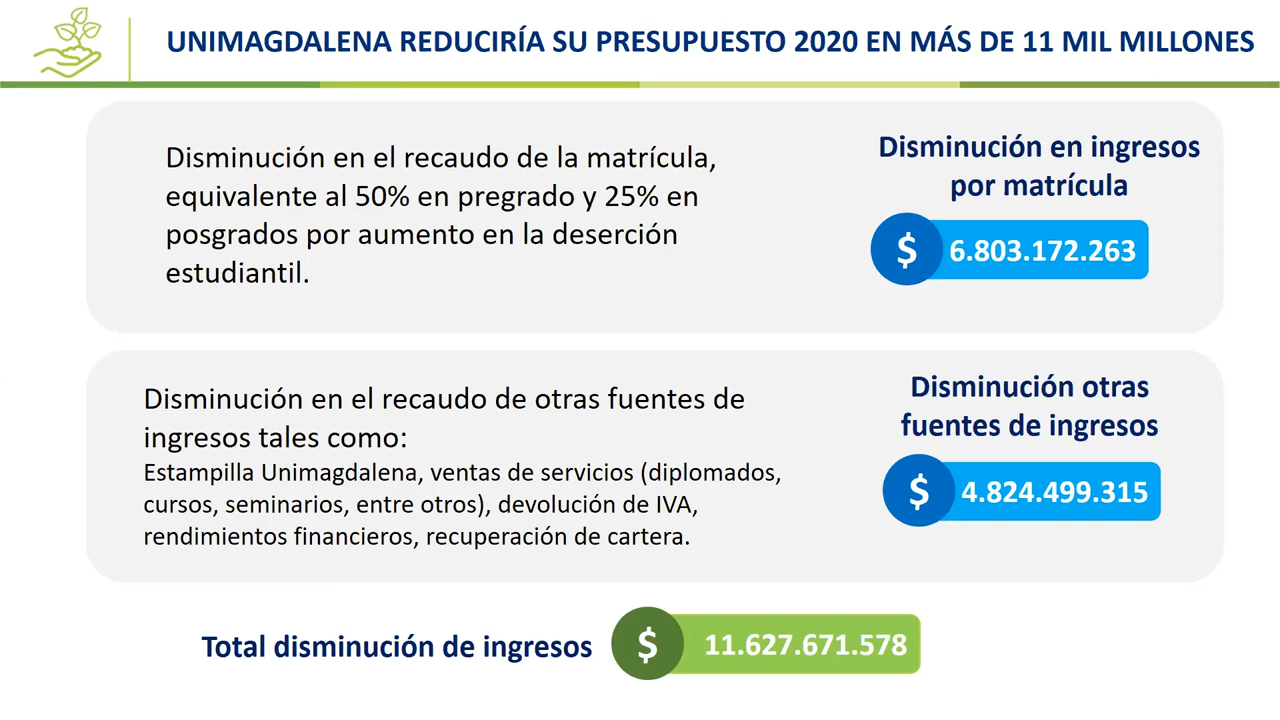 UNIMAGDALENA REDUCIRÍA SU PRESUPUESTO 2020 EN MÁS DE 11 MIL MILLONES
Disminución en el recaudo de la matrícula,
equivalente al 50% en pregrado y 25% en
posgrados por aumento en la deserción
estudiantil.
Disminución en ingresos
por matrícula
$ 6.803.172.263
Disminución en el recaudo de otras fuentes de
ingresos tales como:
Estampilla Unimagdalena, ventas de servicios (diplomados,
cursos, seminarios, entre otros), devolución de IVA,
rendimientos financieros, recuperación de cartera.
Disminución otras
fuentes de ingresos
$ 4.824.499.315
Total disminución de ingresos $ 11.627.671.578